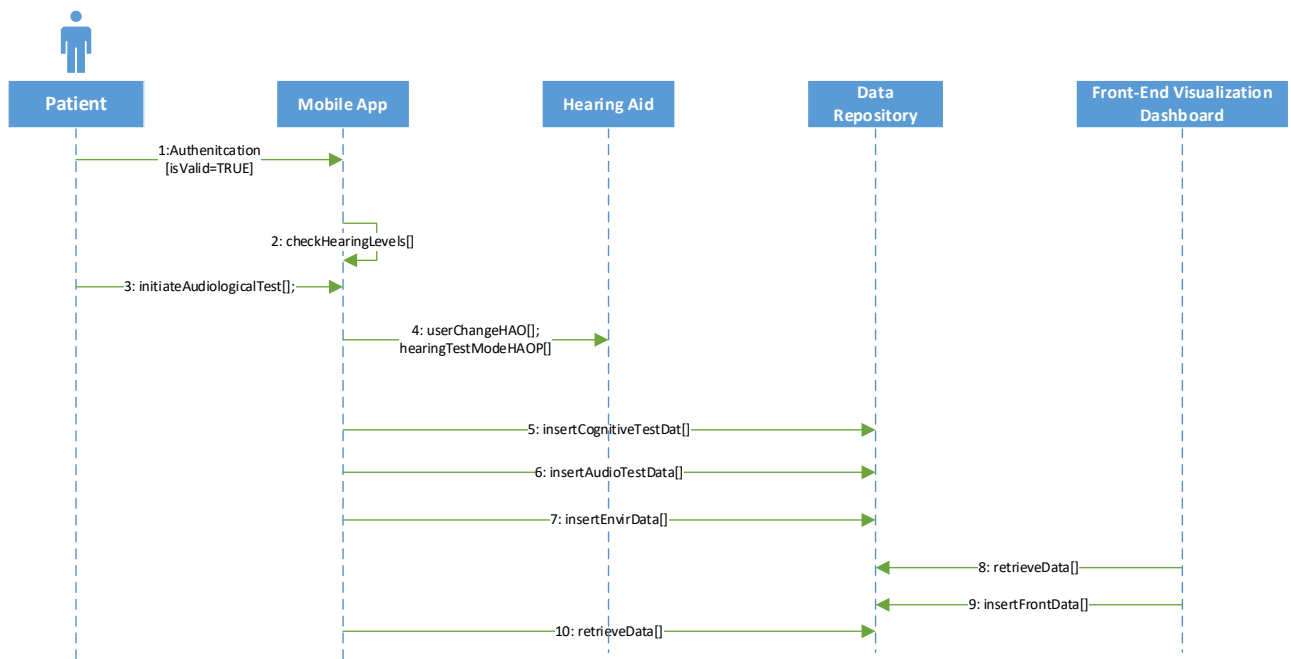 Patient
Mobile App
Hearing Aid
Data
Repository
Front-End Visualization
Dashboard
1:Authenitcation
[isValid=TRUE]
2: checkHearingLevels[]
3: initiateAudiologicalTest[];
4: userChangeHAO[];
hearingTestModeHAOP[]
5: insertCognitiveTestDat[]
6: insertAudioTestData[]
7: insertEnvirData[]
8: retrieveData[]
9: insertFrontData[]
10: retrieveData[]